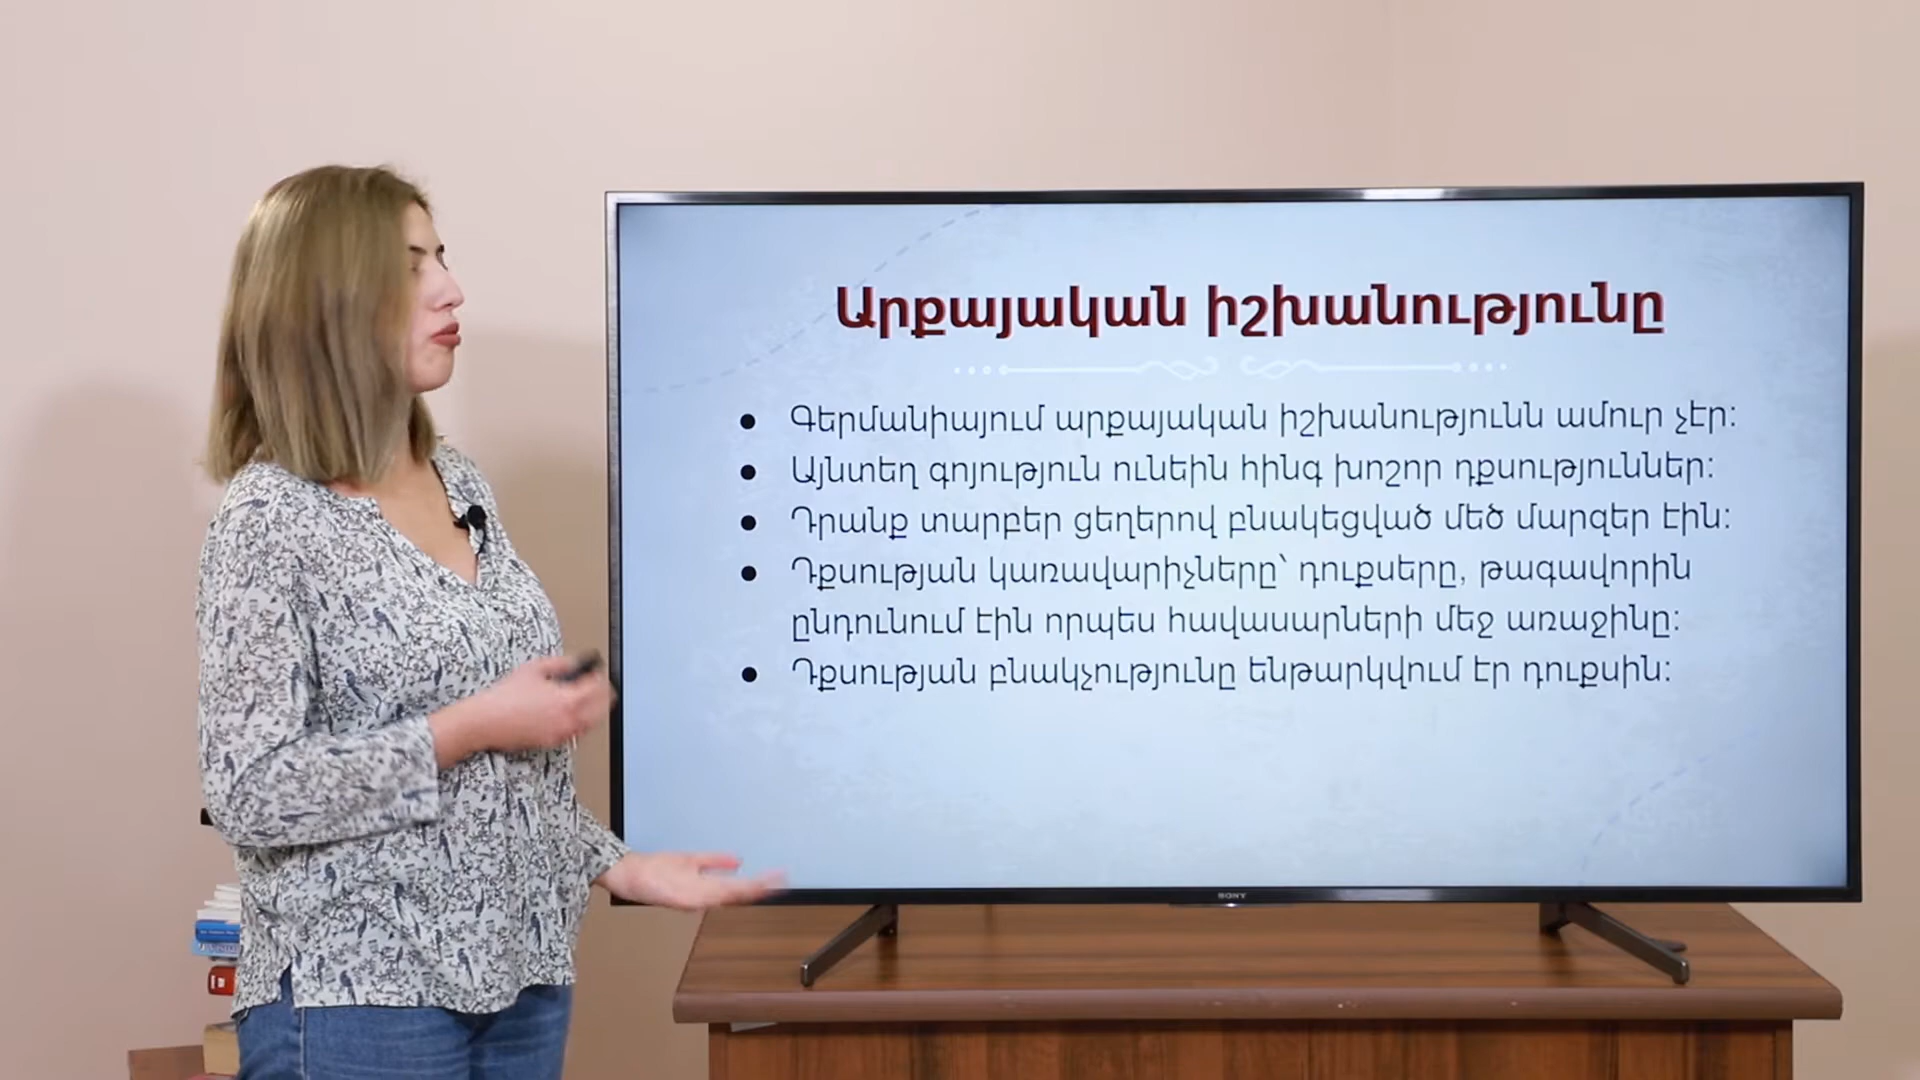 Արքայական իշխանությունը
● Գերմանիայում արքայական իշխանությունն ամուր չէր:
● Այնտեղ գոյություն ունեին հինգ խոշոր դքսություններ:
● Դրանք տարբեր ցեղերով բնակեցված մեծ մարզեր էին:
● Դքսության կառավարիչները՝ դուքսերը, թագավորին
ընդունում էին որպես հավասարների մեջ առաջինը:
● Դքսության բնակչությունը ենթարկվում էր դուքսին:
SONY